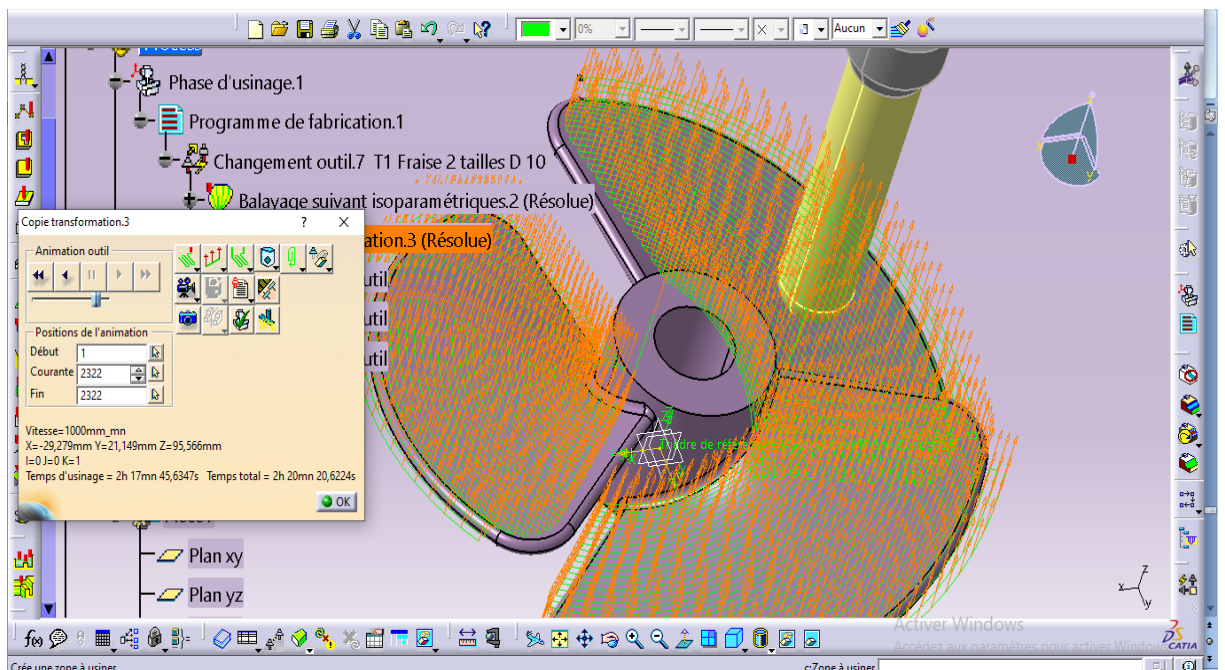 0%
Aucun
Process
Phase d'usinage.1
Programme de fabrication.1
Changement outil.7 T1 Fraise 2 tailles D 10
Balayage suivant isoparamétriques.2 (Résolue)
ation.3 (Résolue)
util
util
util
Copie transformation.3
? X
Animation outil
Positions de l'animation
Début 1
Courante 2322
Fin 2322
Vitesse=1000mm_mn
X=-29,279mm Y=21,149mm Z=95,566mm
I=0 J=0 K=1
Temps d'usinage = 2h 17mn 45,6347s Temps total = 2h 20mn 20,6224s
OK
Plan xy
Plan yz
z
x
y
f(x)
Activer Windows
Accédez aux paramètres pour activer Windows
CATIA
Crée une zone à usiner
c:Zone à usiner